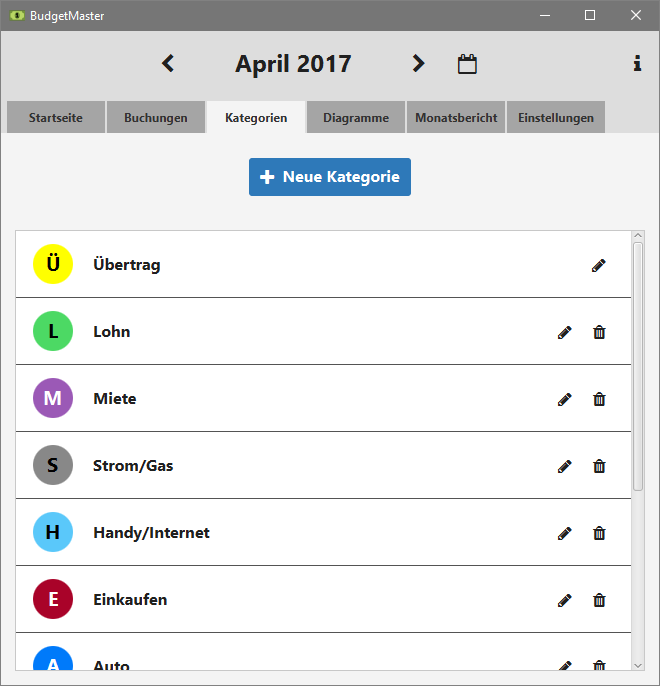 BudgetMaster
April 2017
Startseite Buchungen Kategorien Diagramme Monatsbericht Einstellungen
Neue Kategorie
Ü Übertrag
L Lohn
M Miete
S Strom/Gas
H Handy/Internet
E Einkaufen
A Auto